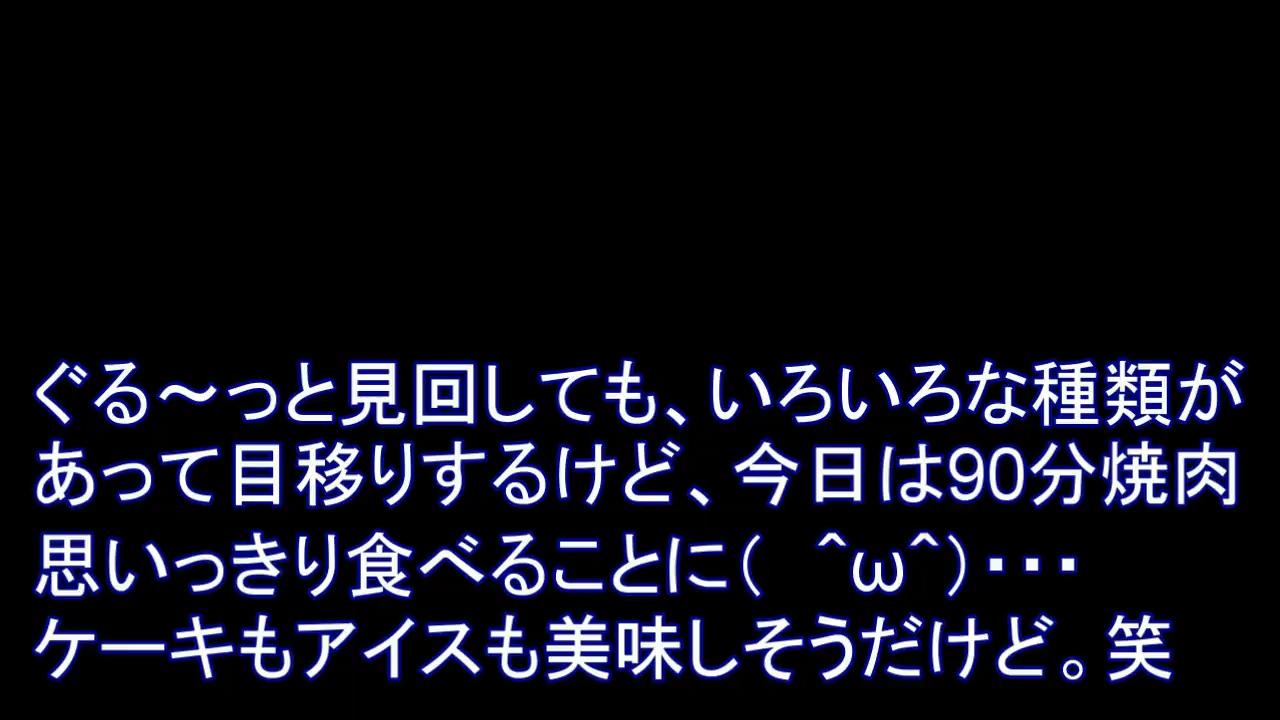 ぐる～っと見回しても、いろいろな種類が
あって目移りするけど、今日は90分焼肉
思いっきり食べることに(　^ω^)・・・
ケーキもアイスも美味しそうだけど。笑